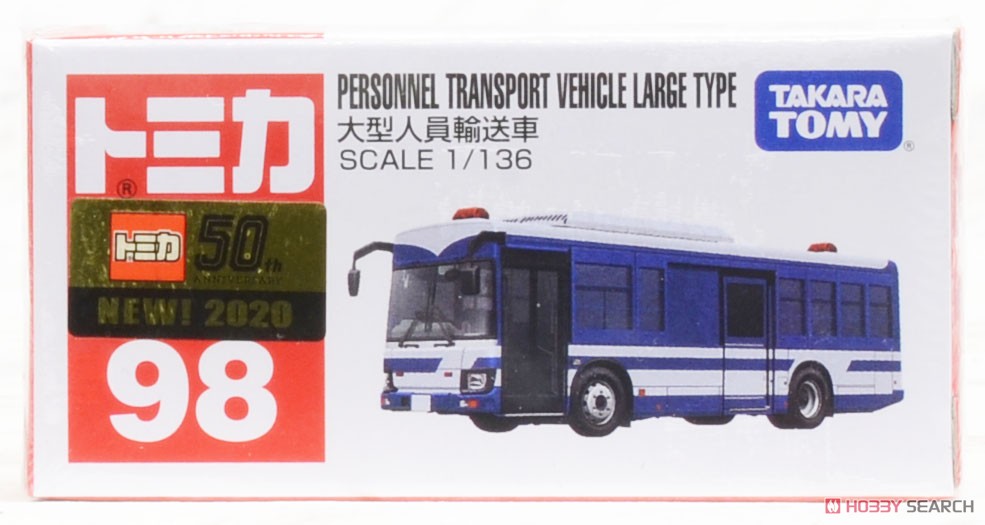 トミカ
®
PERSONNEL TRANSPORT VEHICLE LARGE TYPE
大型人員輸送車
SCALE 1/136
TAKARA
TOMY
®
トミカ
50th
ANNIVERSARY
NEW! 2020
98
HOBBY SEARCH